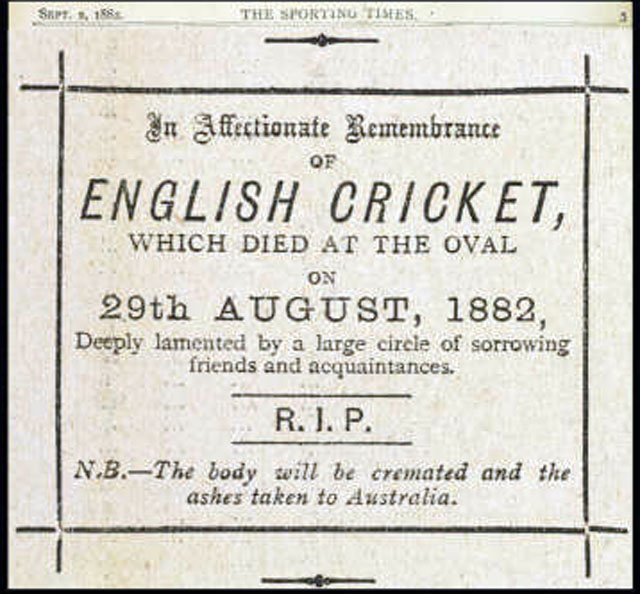 SEPT. 2, 1882.
THE SPORTING TIMES.
3
In Affectionate Remembrance
OF
ENGLISH CRICKET,
WHICH DIED AT THE OVAL
ON
29th AUGUST, 1882,
Deeply lamented by a large circle of sorrowing
friends and acquaintances.
R. I. P.
N.B.—The body will be cremated and the
ashes taken to Australia.